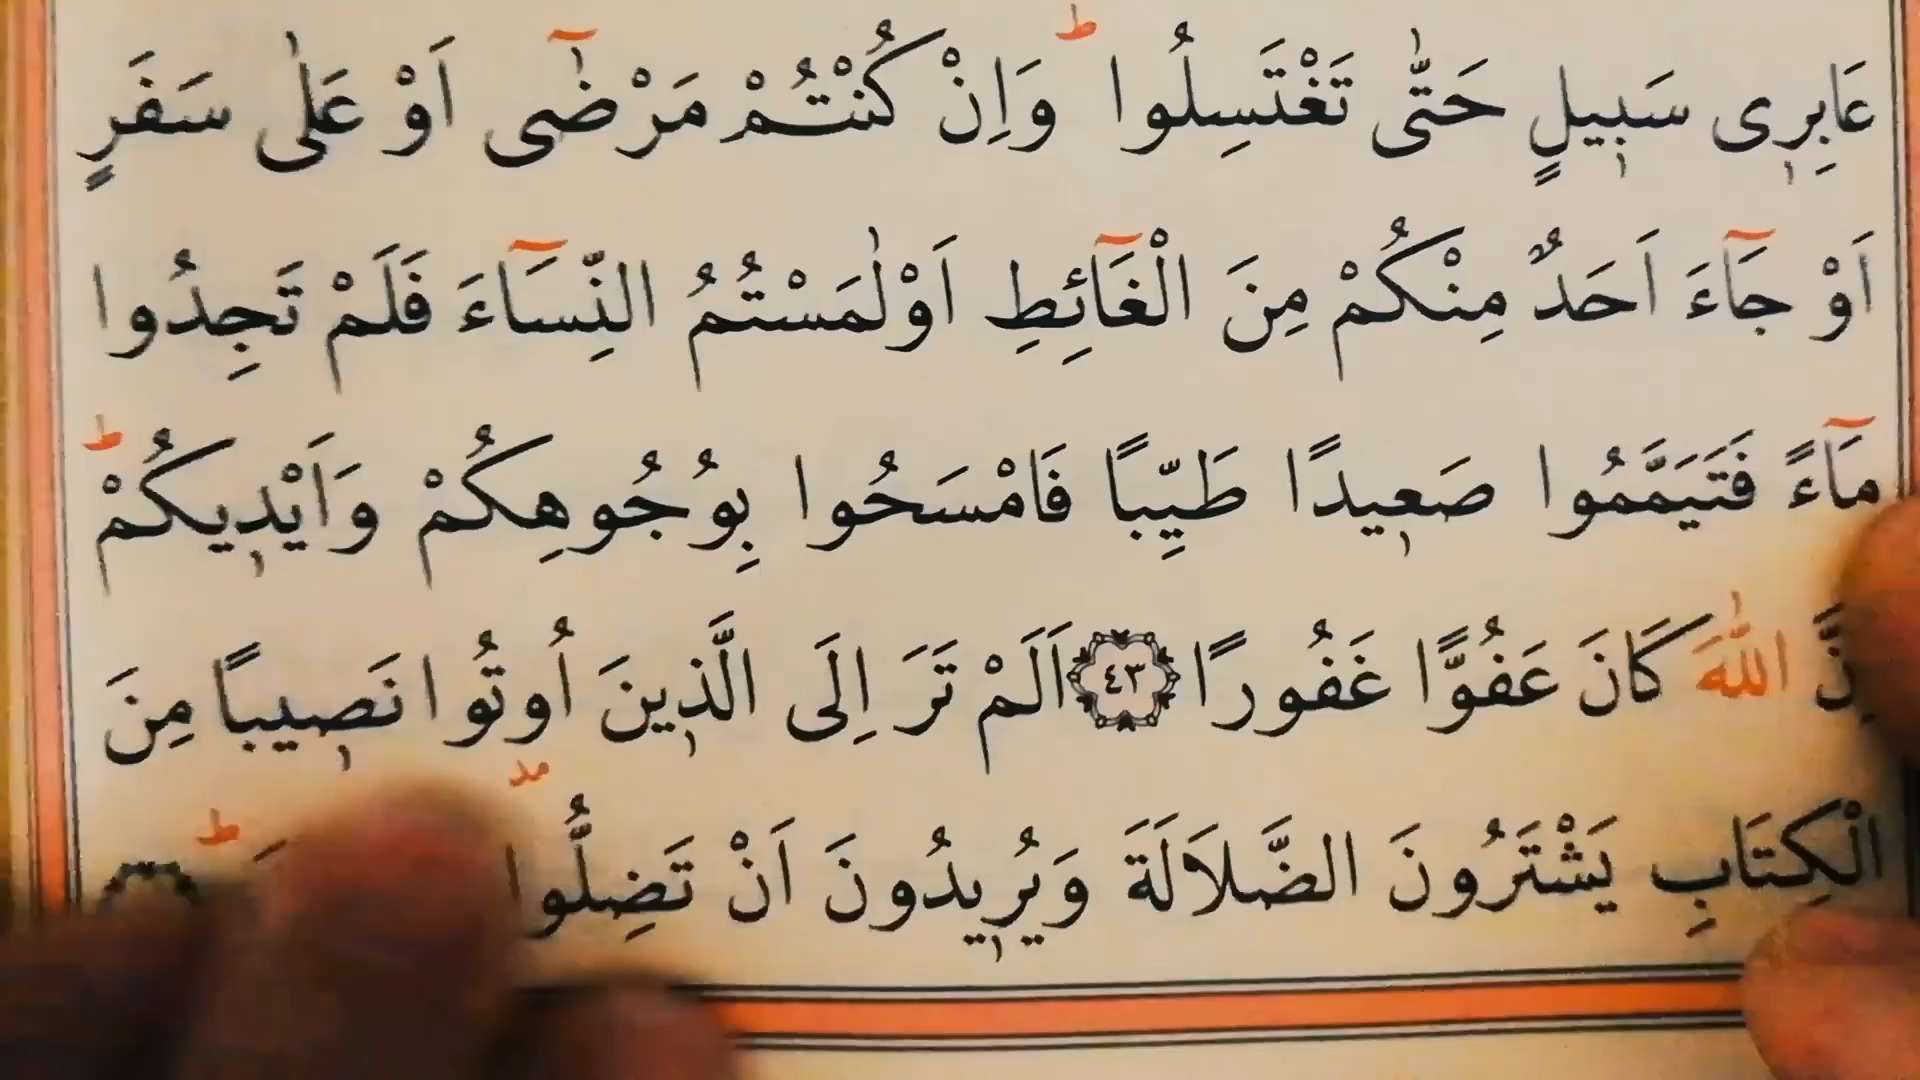 عَابِرِى سَبِيلٍ حَتّٰى تَغْتَسِلُوا ط وَاِنْ كُنْتُمْ مَرْضٰٓى اَوْ عَلٰى سَفَرٍ
اَوْ جَٓاءَ اَحَدٌ مِنْكُمْ مِنَ الْغَٓائِطِ اَوْ لٰمَسْتُمُ النِّسَٓاءَ فَلَمْ تَجِدُوا
مَٓاءً فَتَيَمَّمُوا صَعِيدًا طَيِّبًا فَامْسَحُوا بِوُجُوهِكُمْ وَاَيْدِيكُمْ ط
نَّ اللّٰهَ كَانَ عَفُوًّا غَفُورًا ٤٣ اَلَمْ تَرَ اِلَى الَّذِينَ اُوتُوا نَصِيبًا مِنَ
الْكِتَابِ يَشْتَرُونَ الضَّلَالَةَ وَيُرِيدُونَ اَنْ تَضِلُّوا ط